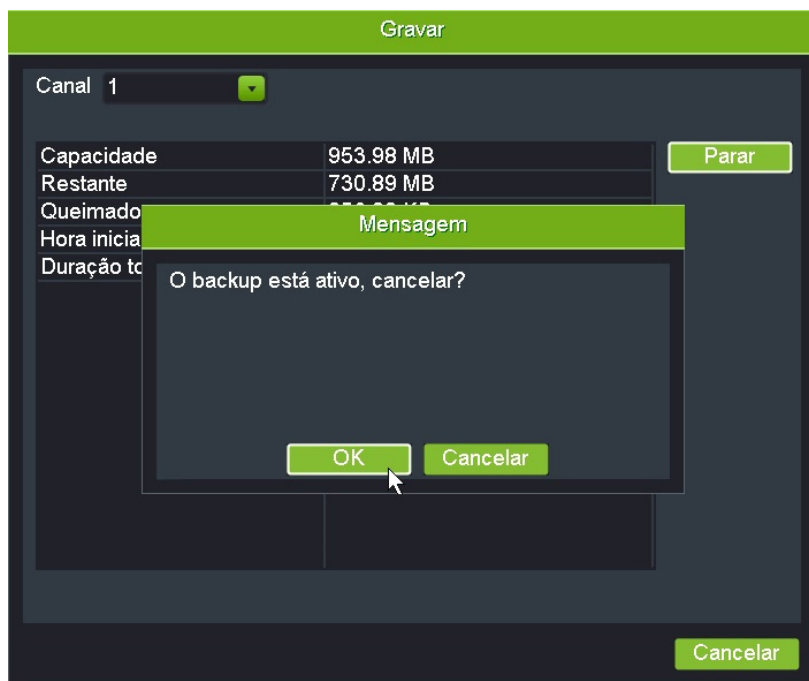 Gravar
Canal 1
Capacidade 953.98 MB
Parar
Restante 730.89 MB
Queimado
Hora inicia
Duração to
Mensagem
O backup está ativo, cancelar?
OK Cancelar
Cancelar